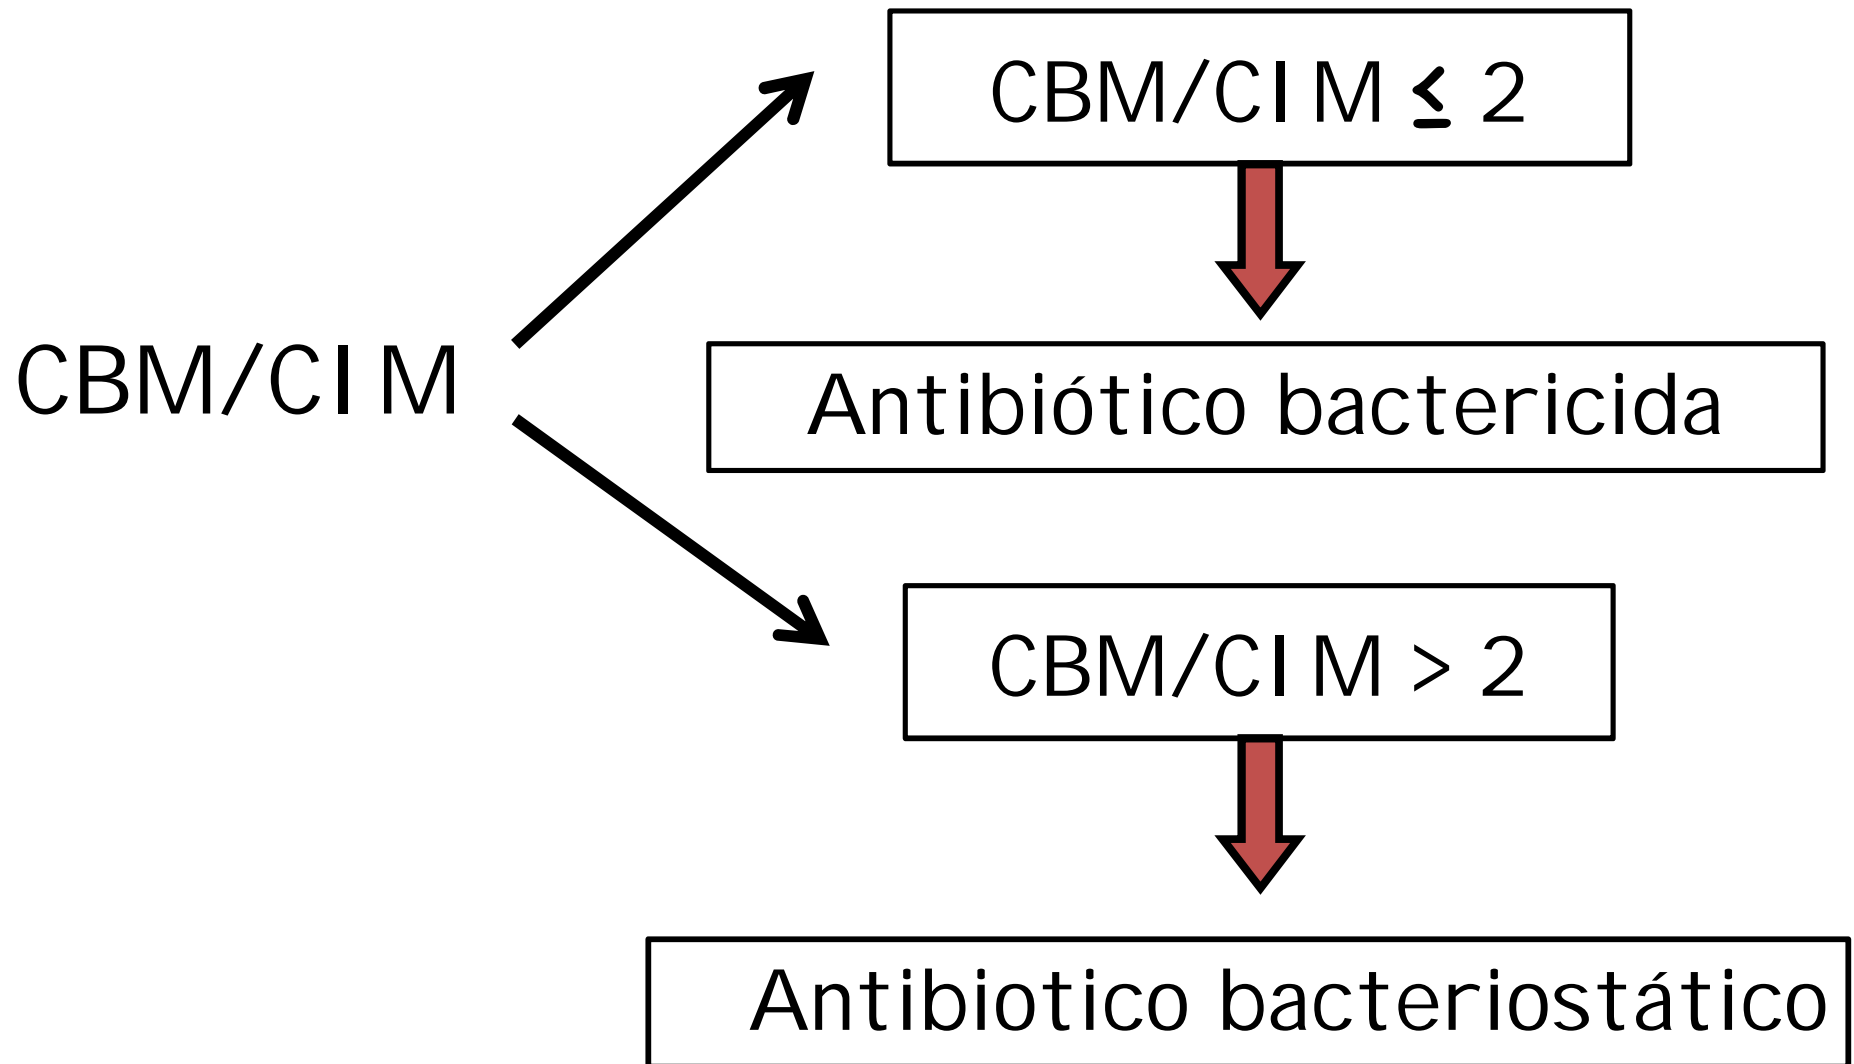 CBM/CIM ≤ 2
CBM/CIM
Antibiótico bactericida
CBM/CIM > 2
Antibiotico bacteriostático